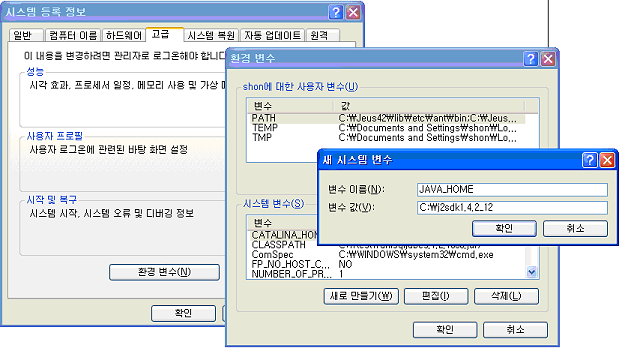 시스템 등록 정보
일반 컴퓨터 이름 하드웨어 고급 시스템 복원 자동 업데이트 원격
이 내용을 변경하려면 관리자로 로그온해야 합니다
성능
시각 효과, 프로세서 일정, 메모리 사용 및 가상
사용자 프로필
사용자 로그온에 관련된 바탕 화면 설정
시작 및 복구
시스템 시작, 시스템 오류 및 디버깅 정보
환경 변수(N)
확인
환경 변수
shon에 대한 사용자 변수(U)
변수 값
PATH C:₩Jeus42₩lib₩etc₩ant₩bin;C:₩Jeus...
TEMP C:₩Documents and Settings₩shon₩Lo...
TMP C:₩Documents and Settings₩shon₩Lo...
시스템 변수(S)
변수
CATALINA_HO
CLASSPATH
ComSpec C:₩WINDOWS₩system32₩cmd.exe
FP_NO_HOST_C... NO
NUMBER_OF_PR... 1
새로 만들기(W) 편집(I) 삭제(L)
확인 취소
새 시스템 변수
변수 이름(N): JAVA_HOME
변수 값(V): C:₩j2sdk1.4.2_12
확인 취소